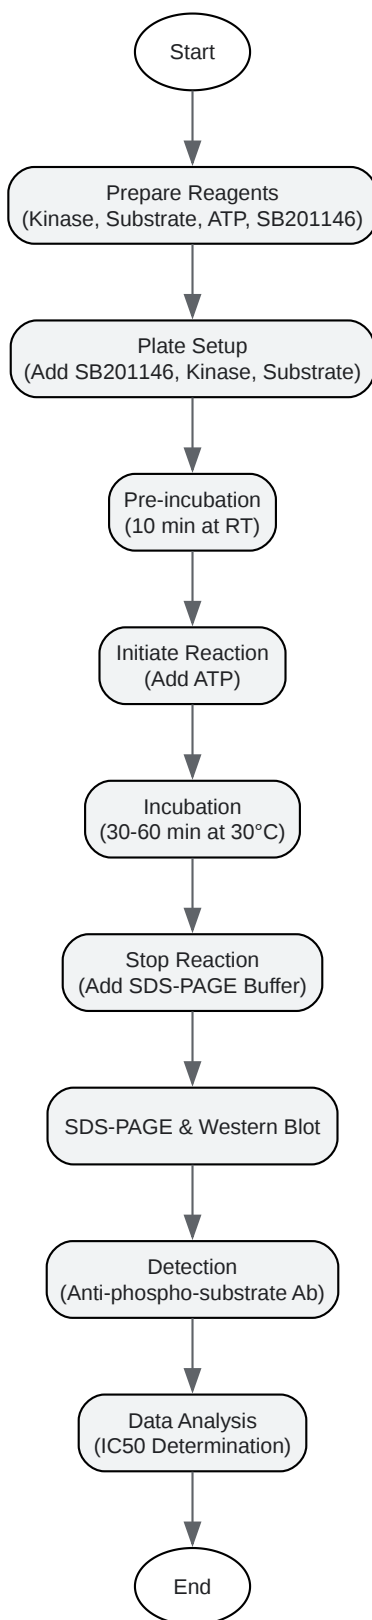 Start
Prepare Reagents
(Kinase, Substrate, ATP, SB201146)
Plate Setup
(Add SB201146, Kinase, Substrate)
Pre-incubation
(10 min at RT)
Initiate Reaction
(Add ATP)
Incubation
(30-60 min at 30°C)
Stop Reaction
(Add SDS-PAGE Buffer)
SDS-PAGE & Western Blot
Detection
(Anti-phospho-substrate Ab)
Data Analysis
(IC50 Determination)
End